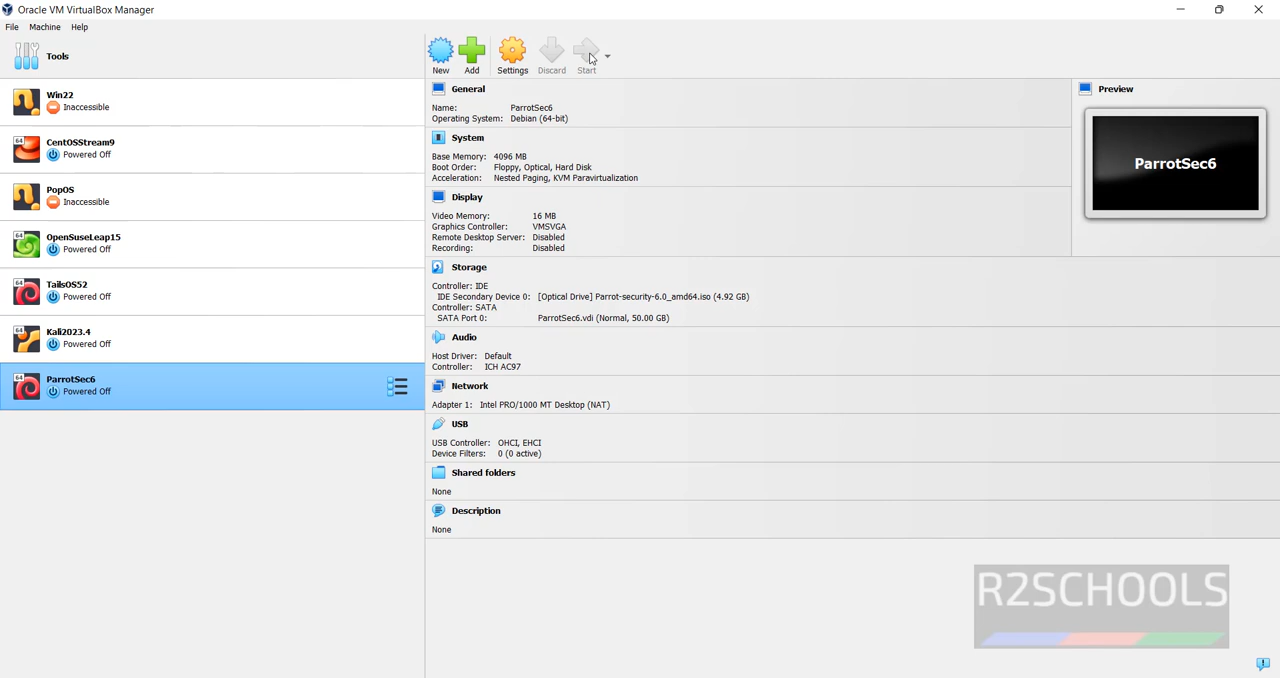 Oracle VM VirtualBox Manager
File Machine Help
Tools
New Add Settings Discard Start
Win22
Inaccessible
64
CentOSStream9
Powered Off
PopOS
Inaccessible
64
OpenSuseLeap15
Powered Off
64
TailsOS52
Powered Off
64
Kali2023.4
Powered Off
64
ParrotSec6
Powered Off
General
Name: ParrotSec6
Operating System: Debian (64-bit)
System
Base Memory: 4096 MB
Boot Order: Floppy, Optical, Hard Disk
Acceleration: Nested Paging, KVM Paravirtualization
Display
Video Memory: 16 MB
Graphics Controller: VMSVGA
Remote Desktop Server: Disabled
Recording: Disabled
Storage
Controller: IDE
IDE Secondary Device 0: [Optical Drive] Parrot-security-6.0_amd64.iso (4.92 GB)
Controller: SATA
SATA Port 0: ParrotSec6.vdi (Normal, 50.00 GB)
Audio
Host Driver: Default
Controller: ICH AC97
Network
Adapter 1: Intel PRO/1000 MT Desktop (NAT)
USB
USB Controller: OHCI, EHCI
Device Filters: 0 (0 active)
Shared folders
None
Description
None
Preview
ParrotSec6
R2SCHOOLS